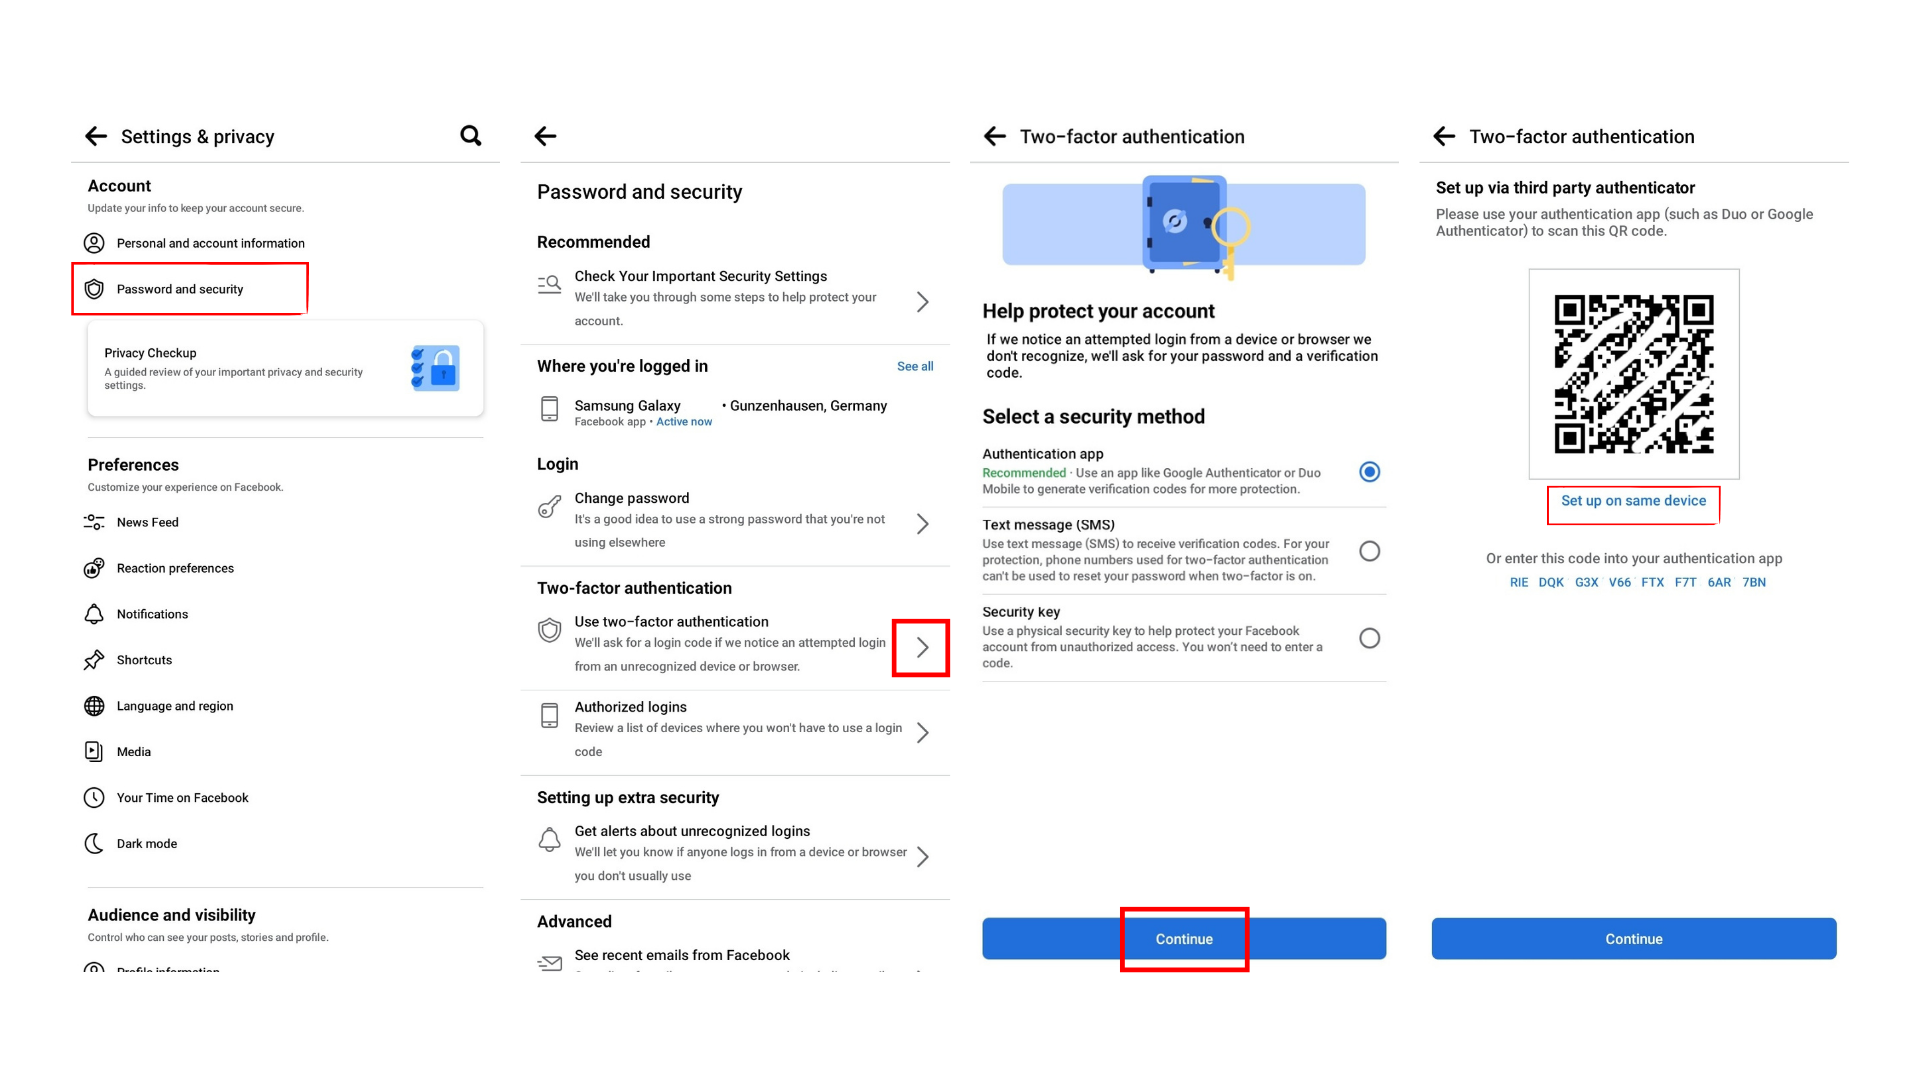 Settings & privacy
Account
Update your info to keep your account secure.
Personal and account information
Password and security
Privacy Checkup
A guided review of your important privacy and security
settings.
Preferences
Customize your experience on Facebook.
News Feed
Reaction preferences
Notifications
Shortcuts
Language and region
Media
Your Time on Facebook
Dark mode
Audience and visibility
Control who can see your posts, stories and profile.
Profile information
Password and security
Recommended
Check Your Important Security Settings
We'll take you through some steps to help protect your
account.
Where you're logged in
See all
Samsung Galaxy • Gunzenhausen, Germany
Facebook app • Active now
Login
Change password
It's a good idea to use a strong password that you're not
using elsewhere
Two-factor authentication
Use two-factor authentication
We'll ask for a login code if we notice an attempted login
from an unrecognized device or browser.
Authorized logins
Review a list of devices where you won't have to use a login
code
Setting up extra security
Get alerts about unrecognized logins
We'll let you know if anyone logs in from a device or browser
you don't usually use
Advanced
See recent emails from Facebook
Two-factor authentication
Help protect your account
If we notice an attempted login from a device or browser we
don't recognize, we'll ask for your password and a verification
code.
Select a security method
Authentication app
Recommended · Use an app like Google Authenticator or Duo
Mobile to generate verification codes for more protection.
Text message (SMS)
Use text message (SMS) to receive verification codes. For your
protection, phone numbers used for two-factor authentication
can't be used to reset your password when two-factor is on.
Security key
Use a physical security key to help protect your Facebook
account from unauthorized access. You won't need to enter a
code.
Continue
Two-factor authentication
Set up via third party authenticator
Please use your authentication app (such as Duo or Google
Authenticator) to scan this QR code.
Set up on same device
Or enter this code into your authentication app
RIE DQK G3X V66 FTX F7T 6AR 7BN
Continue